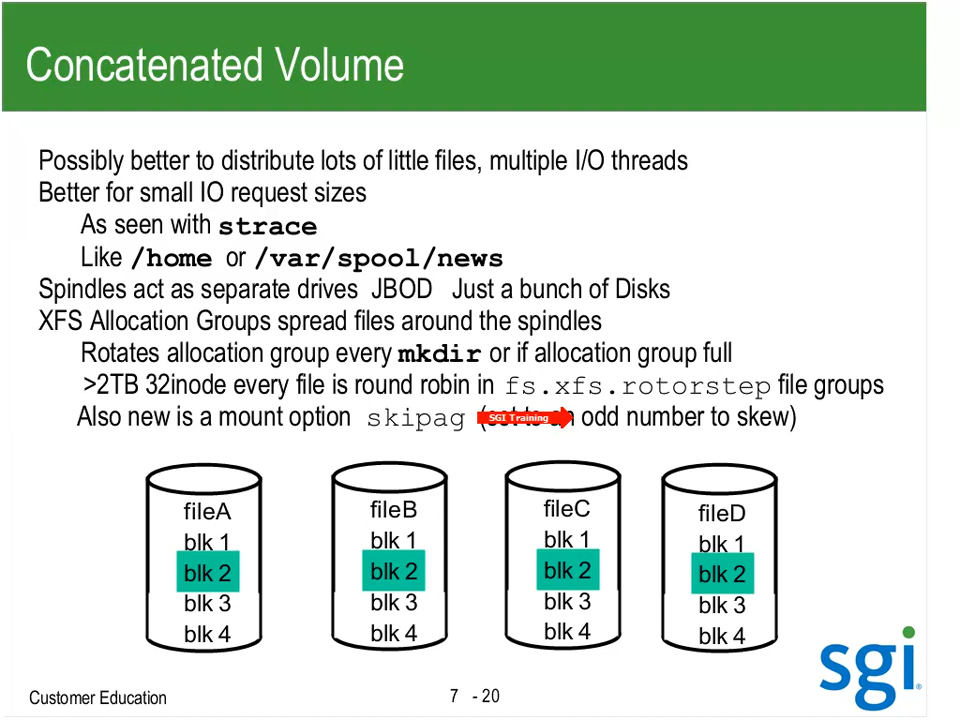 Concatenated Volume
Possibly better to distribute lots of little files, multiple I/O threads
Better for small IO request sizes
As seen with strace
Like /home or /var/spool/news
Spindles act as separate drives JBOD Just a bunch of Disks
XFS Allocation Groups spread files around the spindles
Rotates allocation group every mkdir or if allocation group full
>2TB 32inode every file is round robin in fs.xfs.rotorstep file groups
Also new is a mount option skipag (set to an odd number to skew)
SGI Training
fileA
blk 1
blk 2
blk 3
blk 4
fileB
blk 1
blk 2
blk 3
blk 4
fileC
blk 1
blk 2
blk 3
blk 4
fileD
blk 1
blk 2
blk 3
blk 4
sgi
Customer Education
7 - 20